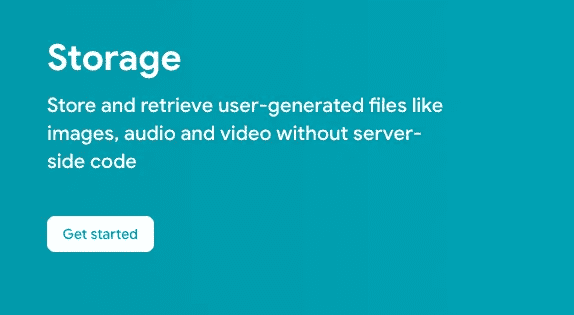 Storage
Store and retrieve user-generated files like
images, audio and video without server-
side code
Get started